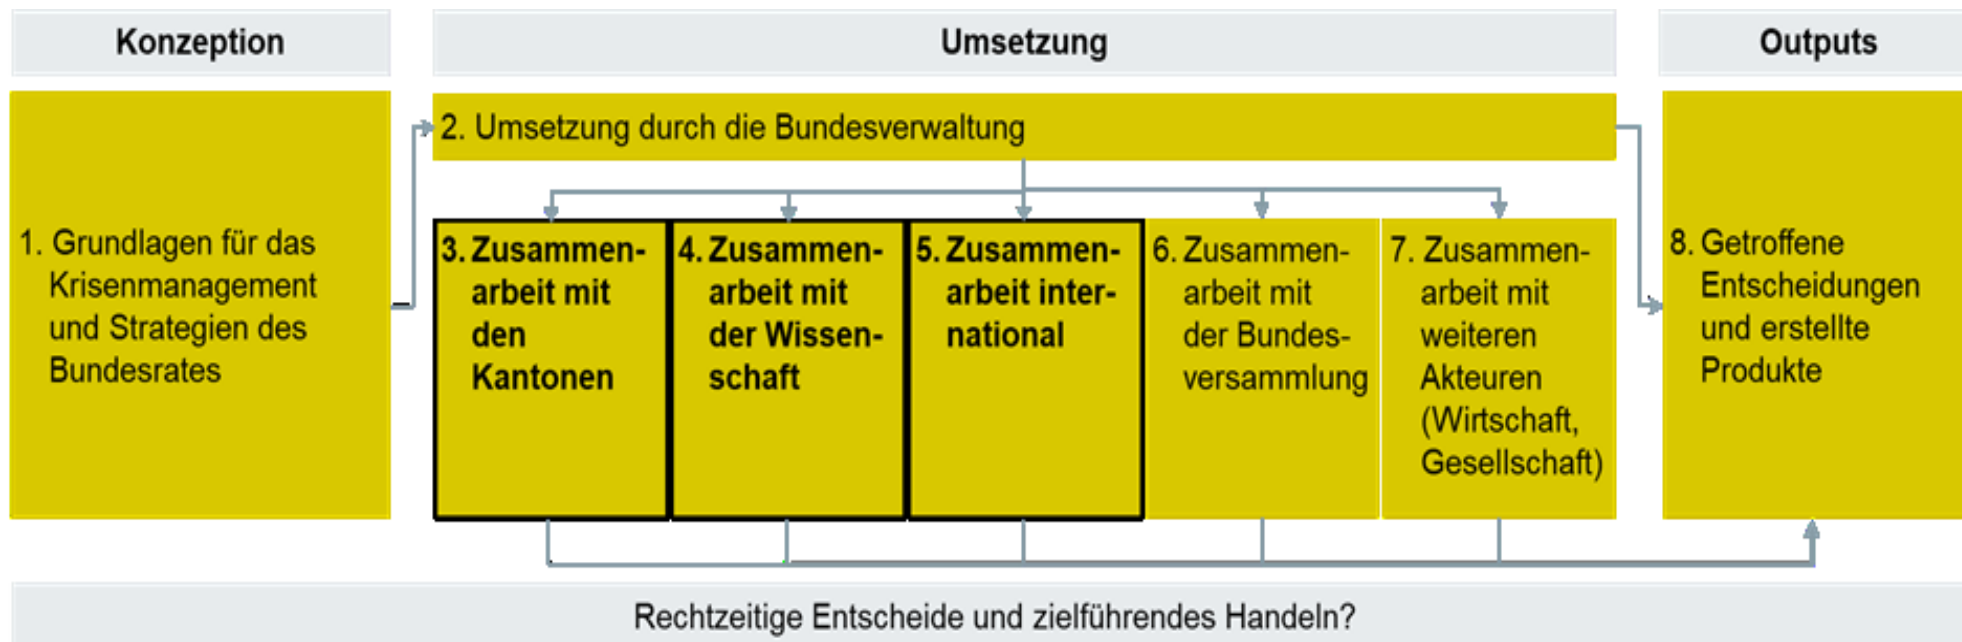 Konzeption
Umsetzung
Outputs
1. Grundlagen für das
Krisenmanagement
und Strategien des
Bundesrates
2. Umsetzung durch die Bundesverwaltung
3. Zusammen-
arbeit mit
den
Kantonen
4. Zusammen-
arbeit mit
der Wissen-
schaft
5. Zusammen-
arbeit inter-
national
6. Zusammen-
arbeit mit
der Bundes-
versammlung
7. Zusammen-
arbeit mit
weiteren
Akteuren
(Wirtschaft,
Gesellschaft)
8. Getroffene
Entscheidungen
und erstellte
Produkte
Rechtzeitige Entscheide und zielführendes Handeln?